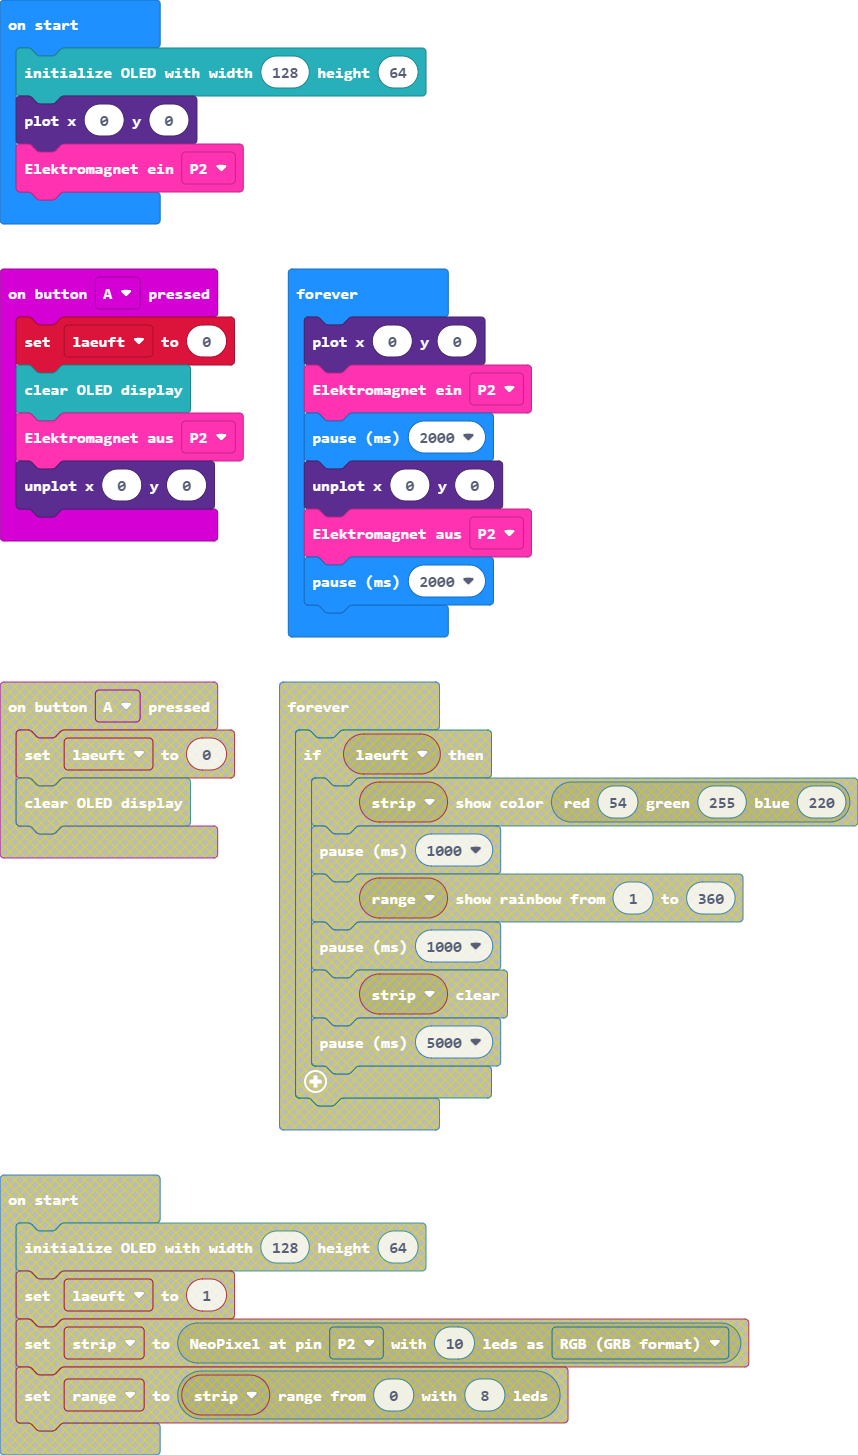 on start
initialize OLED with width 128 height 64
plot x 0 y 0
Elektromagnet ein P2
on button A pressed
set laeuft to 0
clear OLED display
Elektromagnet aus P2
unplot x 0 y 0
forever
plot x 0 y 0
Elektromagnet ein P2
pause (ms) 2000
unplot x 0 y 0
Elektromagnet aus P2
pause (ms) 2000
on button A pressed
set laeuft to 0
clear OLED display
forever
if laeuft then
strip show color red 54 green 255 blue 220
pause (ms) 1000
range show rainbow from 1 to 360
pause (ms) 1000
strip clear
pause (ms) 5000
on start
initialize OLED with width 128 height 64
set laeuft to 1
set strip to NeoPixel at pin P2 with 10 leds as RGB (GRB format)
set range to strip range from 0 with 8 leds